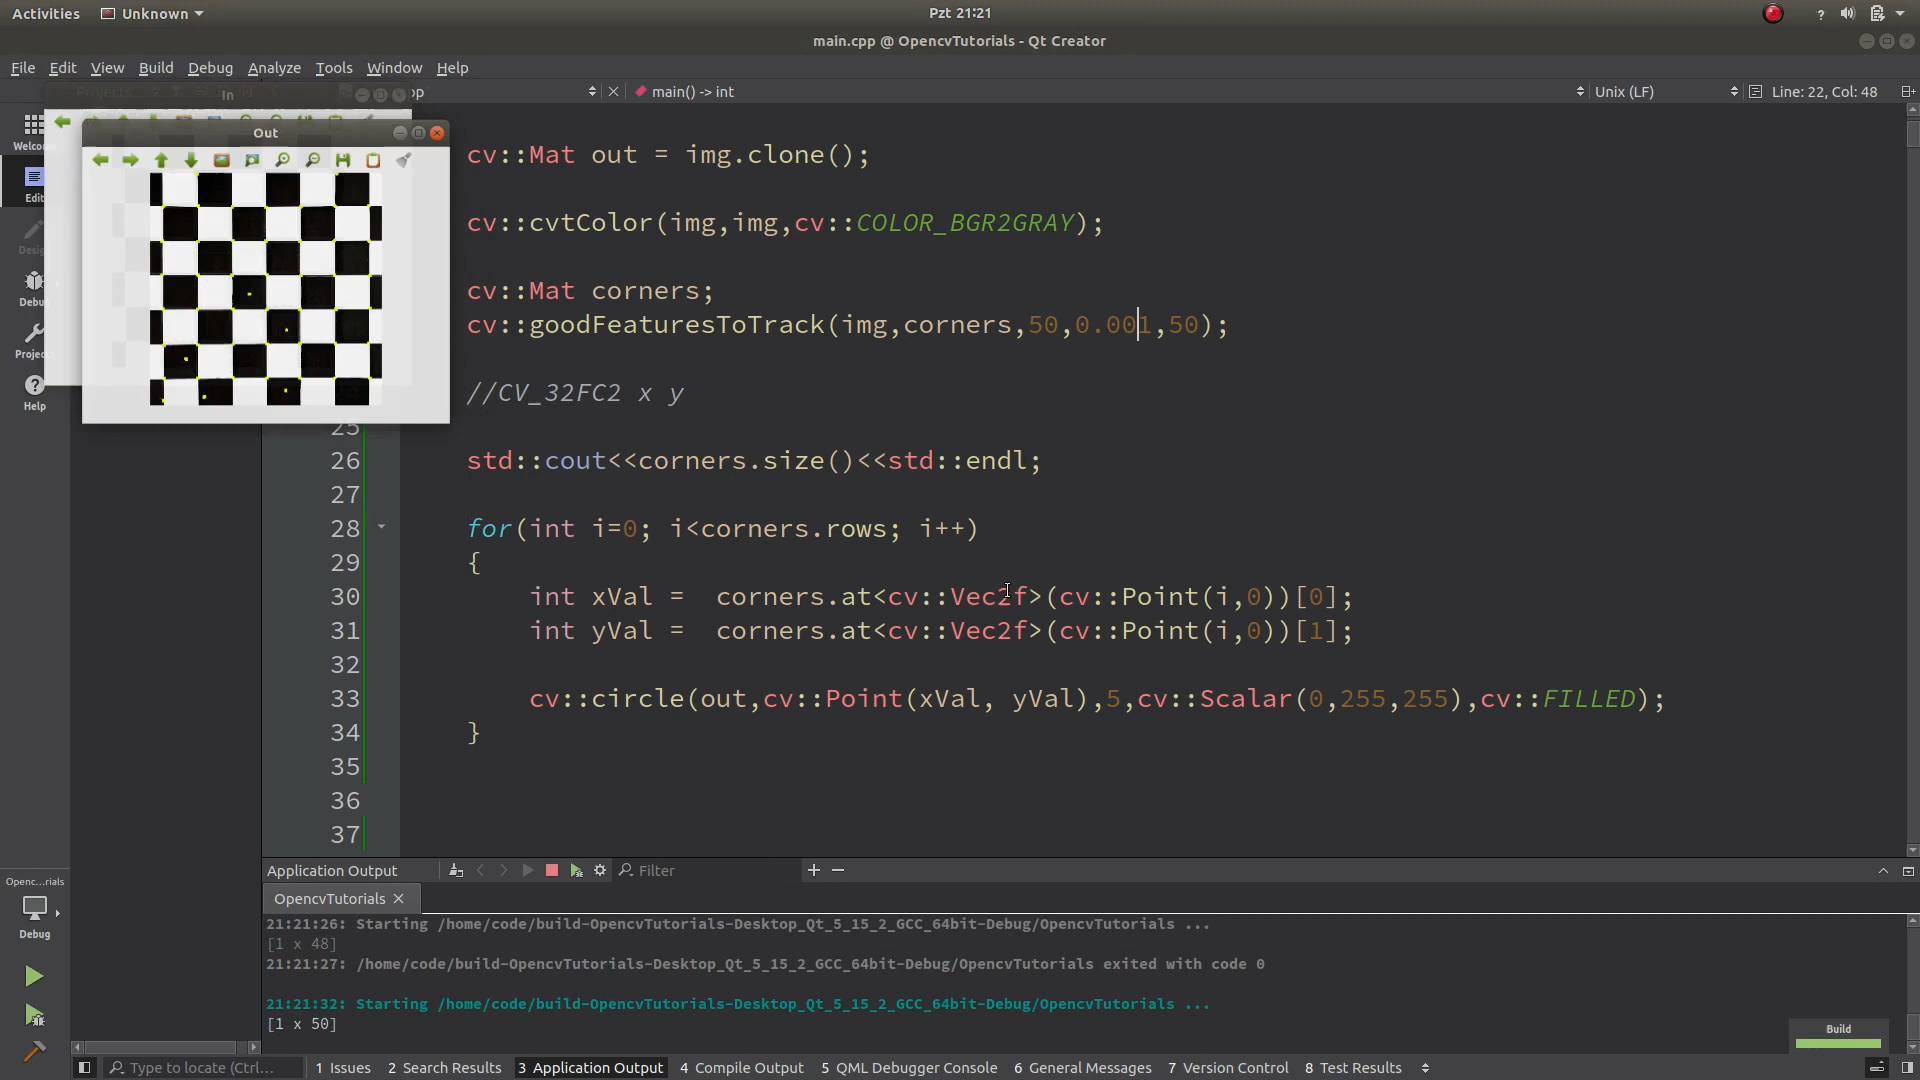 Activities Unknown Pzt 21:21 ?
main.cpp @ OpencvTutorials - Qt Creator
File Edit View Build Debug Analyze Tools Window Help
Projects
In
main() -> int
Unix (LF)
Line: 22, Col: 48
Out
Welcome
Edit
Design
Debug
Projects
Help
cv::Mat out = img.clone();
cv::cvtColor(img,img,cv::COLOR_BGR2GRAY);
cv::Mat corners;
cv::goodFeaturesToTrack(img,corners,50,0.001,50);
//CV_32FC2 x y
25
26 std::cout<<corners.size()<<std::endl;
27
28 for(int i=0; i<corners.rows; i++)
29 {
30 int xVal = corners.at<cv::Vec2f>(cv::Point(i,0))[0];
31 int yVal = corners.at<cv::Vec2f>(cv::Point(i,0))[1];
32
33 cv::circle(out,cv::Point(xVal, yVal),5,cv::Scalar(0,255,255),cv::FILLED);
34 }
35
36
37
Application Output Filter
OpencvTutorials
21:21:26: Starting /home/code/build-OpencvTutorials-Desktop_Qt_5_15_2_GCC_64bit-Debug/OpencvTutorials ...
[1 x 48]
21:21:27: /home/code/build-OpencvTutorials-Desktop_Qt_5_15_2_GCC_64bit-Debug/OpencvTutorials exited with code 0
21:21:32: Starting /home/code/build-OpencvTutorials-Desktop_Qt_5_15_2_GCC_64bit-Debug/OpencvTutorials ...
[1 x 50]
Openc...rials
Debug
Build
Type to locate (Ctrl... 1 Issues 2 Search Results 3 Application Output 4 Compile Output 5 QML Debugger Console 6 General Messages 7 Version Control 8 Test Results